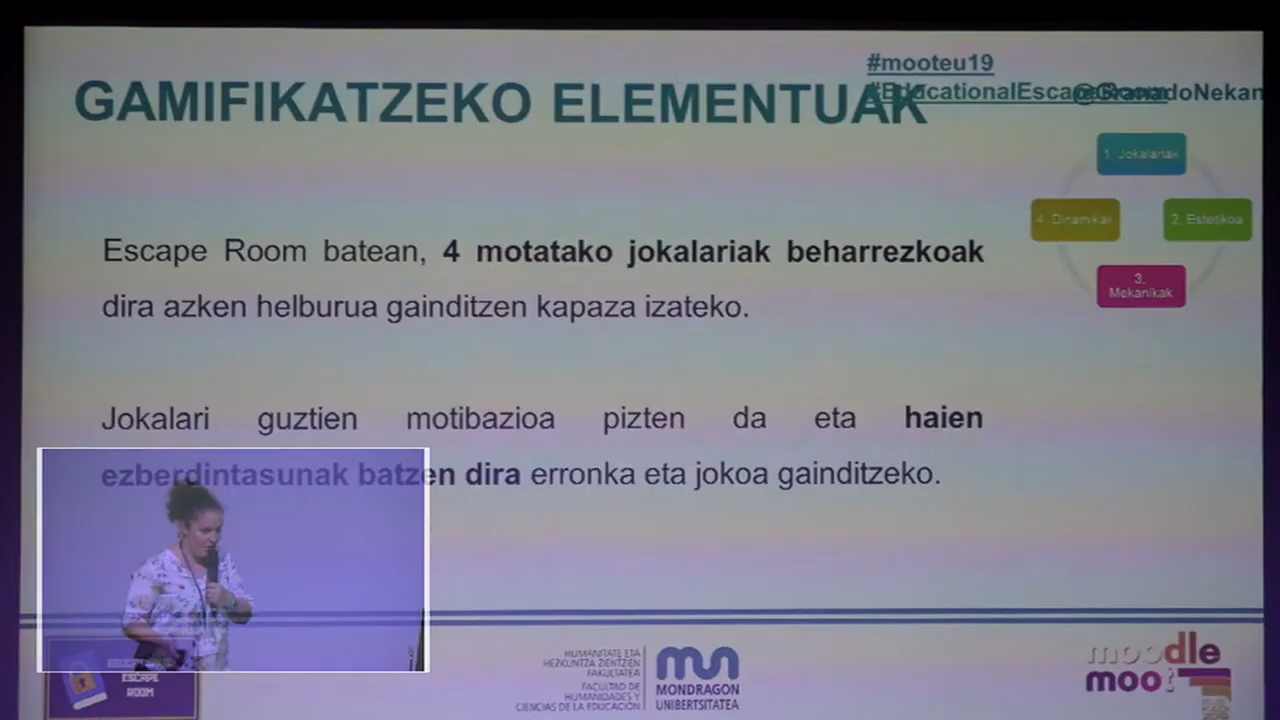 #mooteu19
GAMIFIKATZEKO ELEMENTUAK
#EducationalEscapeRoom
@GranadoNekan
1. Jokalariak
4. Dinamikak
2. Estetikoa
3.
Mekanikak
Escape Room batean, 4 motatako jokalariak beharrezkoak
dira azken helburua gainditzen kapaza izateko.
Jokalari guztien motibazioa pizten da eta haien
ezberdintasunak batzen dira erronka eta jokoa gainditzeko.
ESCAPE
ROOM
HUMANITATE ETA
HEZKUNTZA ZIENTZIEN
FAKULTATEA
FACULTAD DE
HUMANIDADES Y
CIENCIAS DE LA EDUCACIÓN
MONDRAGON
UNIBERTSITATEA
moodle
moot